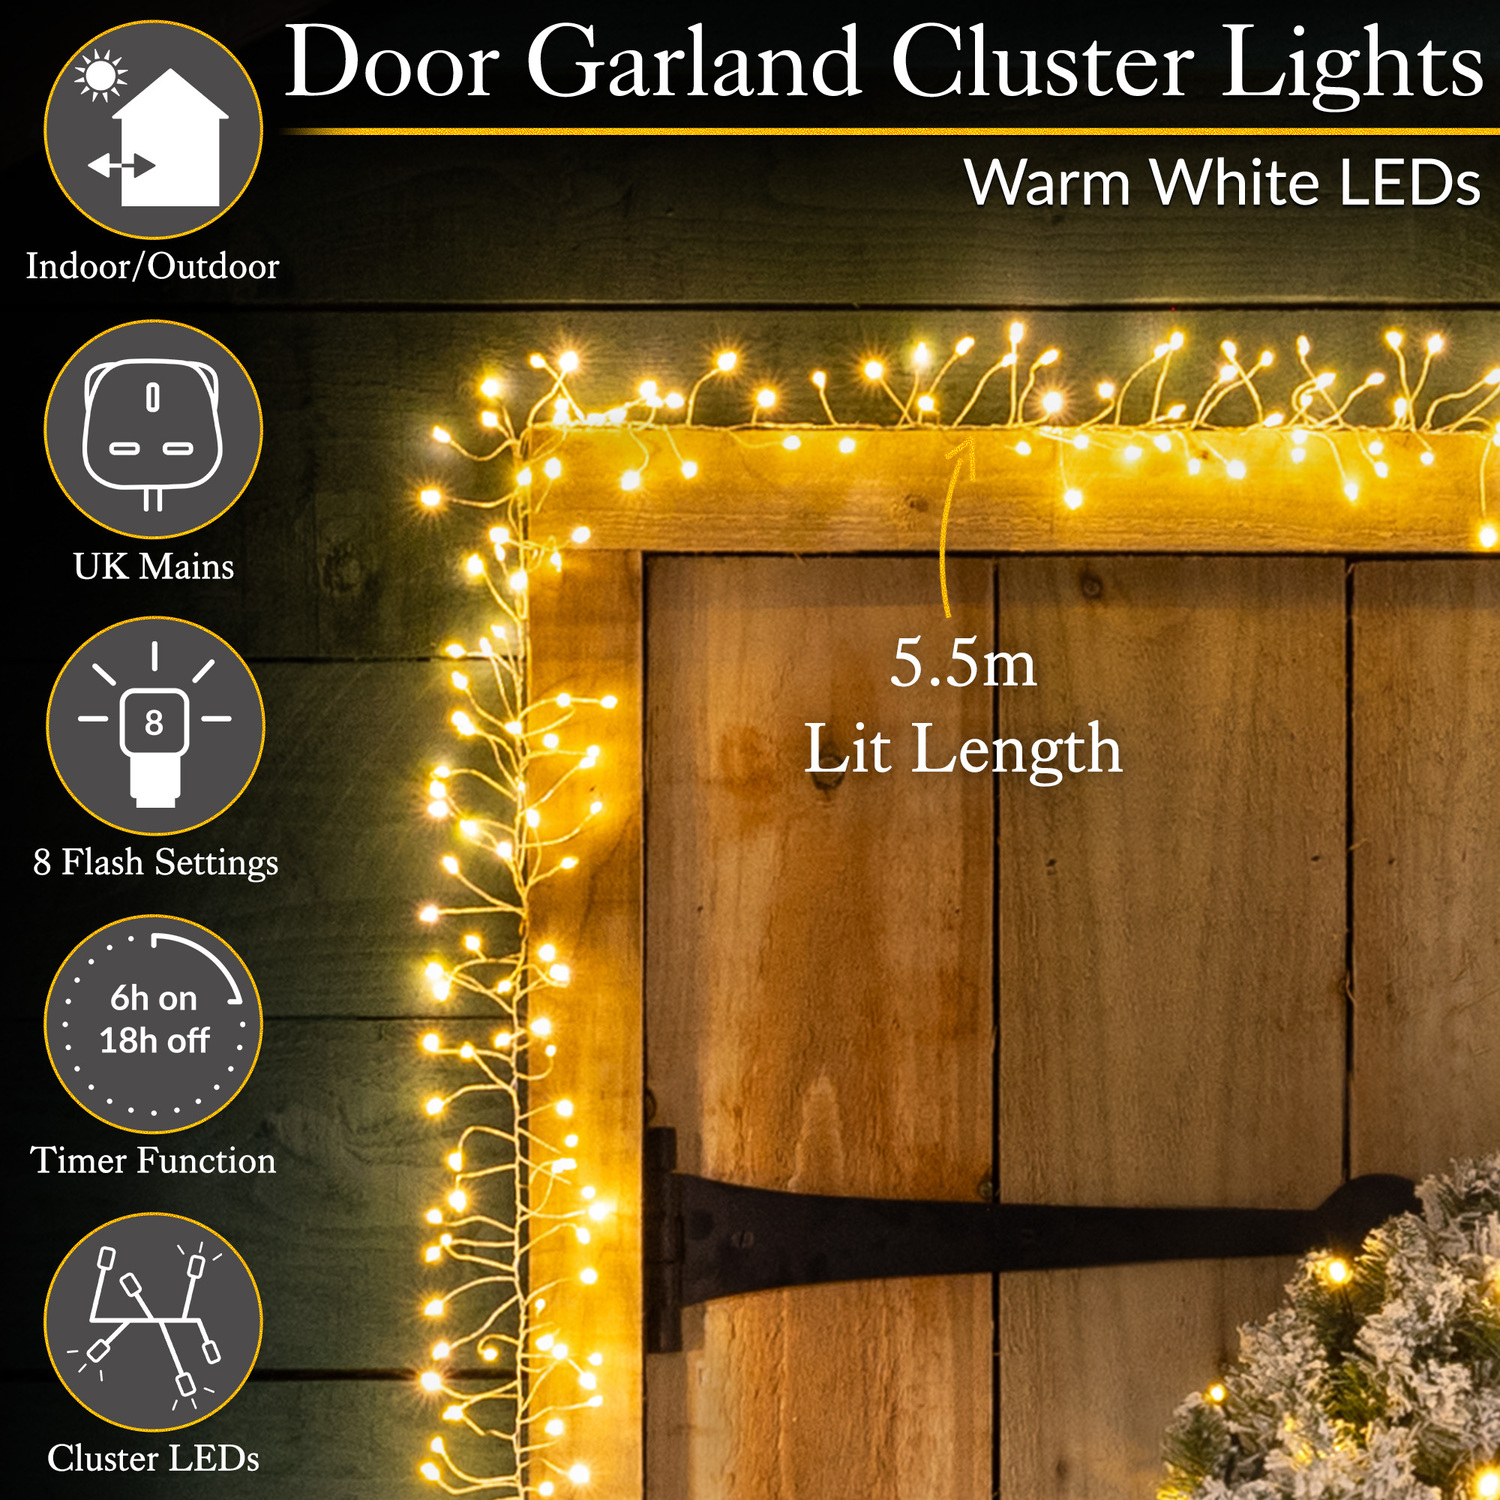 Door Garland Cluster Lights
Warm White LEDs
Indoor/Outdoor
UK Mains
8
8 Flash Settings
6h on
18h off
Timer Function
Cluster LEDs
5.5m
Lit Length